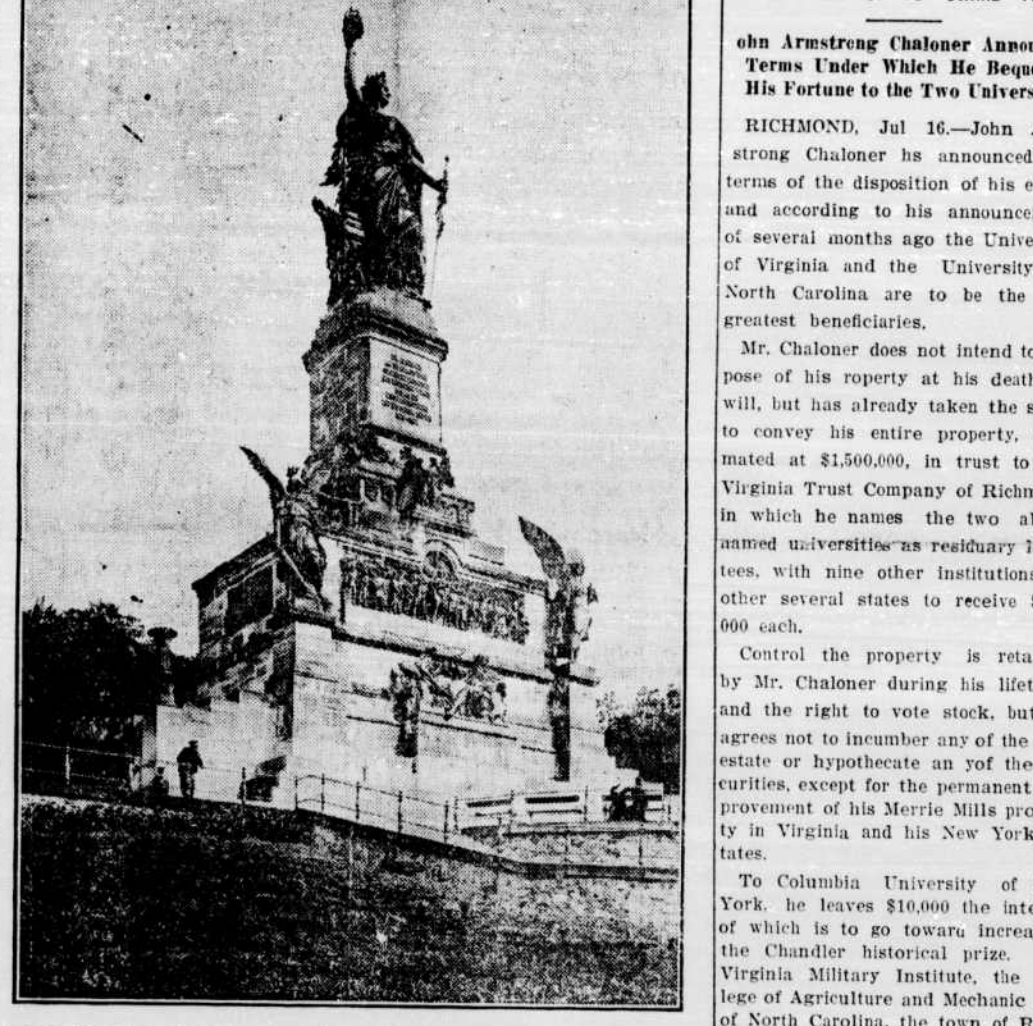 ohn Armstrong Chaloner Annou
Terms Under Which He Beque
His Fortune to the Two Univers
RICHMOND, Jul 16.—John
strong Chaloner hs announced
terms of the disposition of his e
and according to his announce
of several months ago the Unive
of Virginia and the University
North Carolina are to be the
greatest beneficiaries.
Mr. Chaloner does not intend to
pose of his roperty at his death
will, but has already taken the s
to convey his entire property,
mated at $1,500,000, in trust to
Virginia Trust Company of Richm
in which he names the two a
named universities as residuary l
tees, with nine other institutions
other several states to receive
000 each.
Control the property is reta
by Mr. Chaloner during his lifet
and the right to vote stock, but
agrees not to incumber any of the
estate or hypothecate an yof the
curities, except for the permanent
provement of his Merrie Mills pro
ty in Virginia and his New York
tates.
To Columbia University of
York, he leaves $10,000 the inte
of which is to go toward increa
the Chandler historical prize.
Virginia Military Institute, the
lege of Agriculture and Mechanic
of North Carolina, the town of